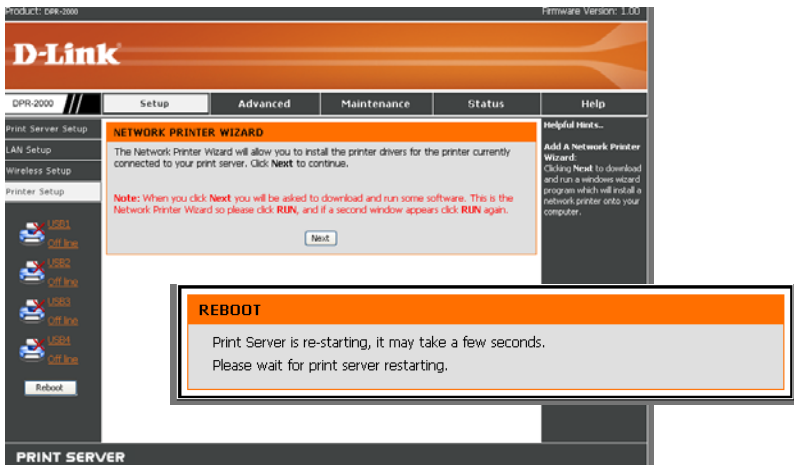 Product: DPR-2000
Firmware Version: 1.00
D-Link
DPR-2000
Setup
Advanced
Maintenance
Status
Help
Print Server Setup
LAN Setup
Wireless Setup
Printer Setup
USB1
Off line
USB2
Off line
USB3
Off line
USB4
Off line
Reboot
NETWORK PRINTER WIZARD
The Network Printer Wizard will allow you to install the printer drivers for the printer currently
connected to your print server. Click Next to continue.
Note: When you click Next you will be asked to download and run some software. This is the
Network Printer Wizard so please click RUN, and if a second window appears click RUN again.
Next
Helpful Hints...
Add A Network Printer
Wizard:
Clicking Next to download
and run a windows wizard
program which will install a
network printer onto your
computer.
REBOOT
Print Server is re-starting, it may take a few seconds.
Please wait for print server restarting.
PRINT SERVER